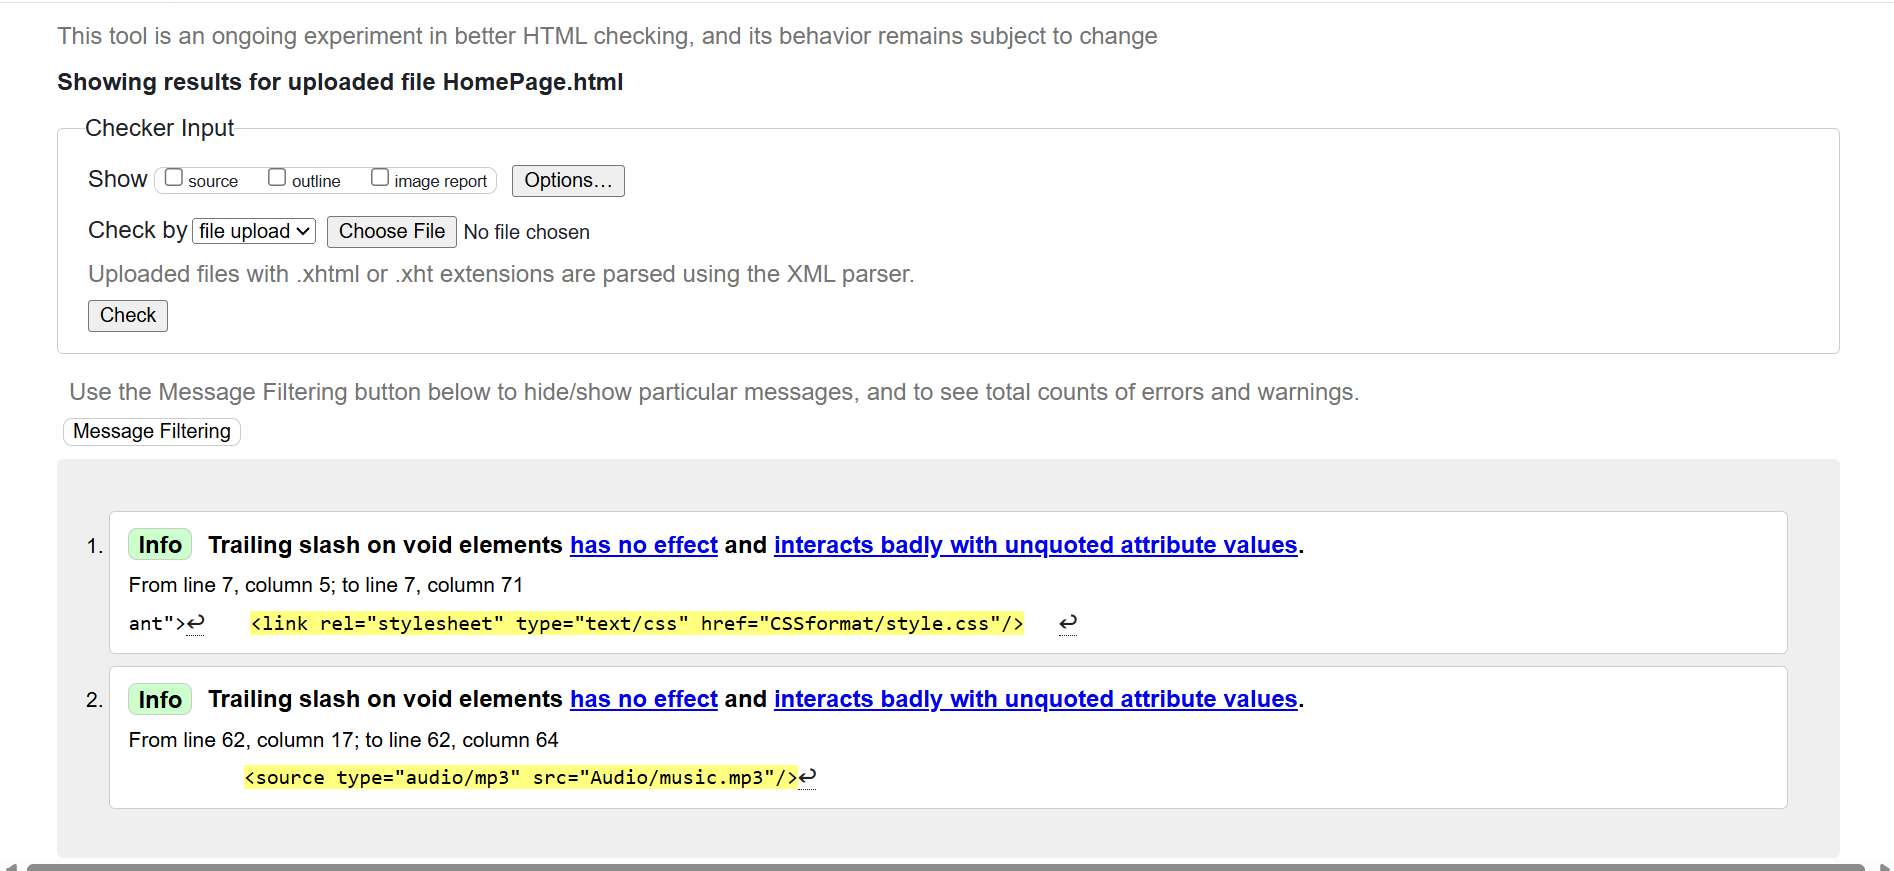 This tool is an ongoing experiment in better HTML checking, and its behavior remains subject to change
Showing results for uploaded file HomePage.html
Checker Input
Show source outline image report Options...
Check by file upload Choose File No file chosen
Uploaded files with .xhtml or .xht extensions are parsed using the XML parser.
Check
Use the Message Filtering button below to hide/show particular messages, and to see total counts of errors and warnings.
Message Filtering
1. Info Trailing slash on void elements has no effect and interacts badly with unquoted attribute values.
From line 7, column 5; to line 7, column 71
ant">↩ <link rel="stylesheet" type="text/css" href="CSSformat/style.css"/> ↩
2. Info Trailing slash on void elements has no effect and interacts badly with unquoted attribute values.
From line 62, column 17; to line 62, column 64
<source type="audio/mp3" src="Audio/music.mp3"/>↩